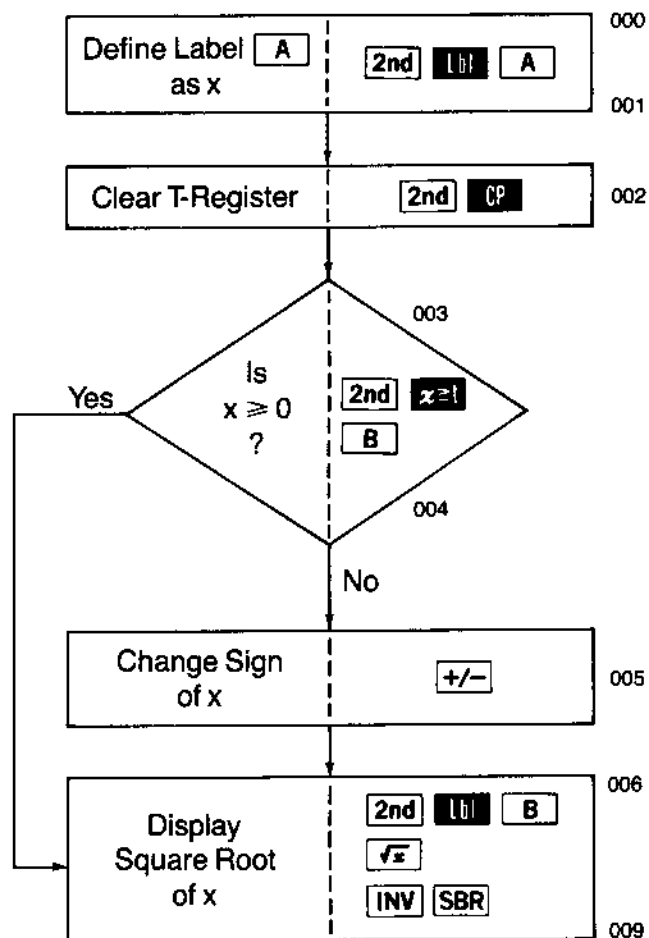 000
Define Label A
as x
2nd Lbl A
001
Clear T-Register
2nd CP
002
003
Is
x ≥ 0
?
2nd x≥t
B
Yes
004
No
Change Sign
of x
+/−
005
006
Display
Square Root
of x
2nd Lbl B
√x
INV SBR
009